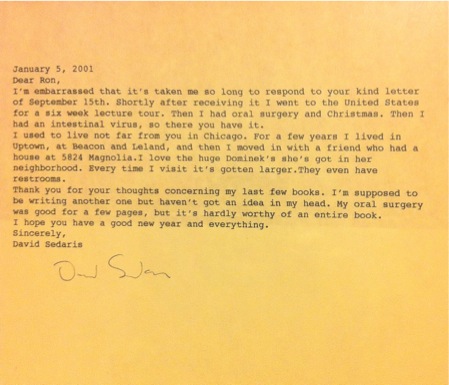 January 5, 2001
Dear Ron,
I'm embarrassed that it's taken me so long to respond to your kind letter
of September 15th. Shortly after receiving it I went to the United States
for a six week lecture tour. Then I had oral surgery and Christmas. Then I
had an intestinal virus, so there you have it.
I used to live not far from you in Chicago. For a few years I lived in
Uptown, at Beacon and Leland, and then I moved in with a friend who had a
house at 5824 Magnolia.I love the huge Dominek's she's got in her
neighborhood. Every time I visit it's gotten larger.They even have
restrooms.
Thank you for your thoughts concerning my last few books. I'm supposed to
be writing another one but haven't got an idea in my head. My oral surgery
was good for a few pages, but it's hardly worthy of an entire book.
I hope you have a good new year and everything.
Sincerely,
David Sedaris
David Sedaris